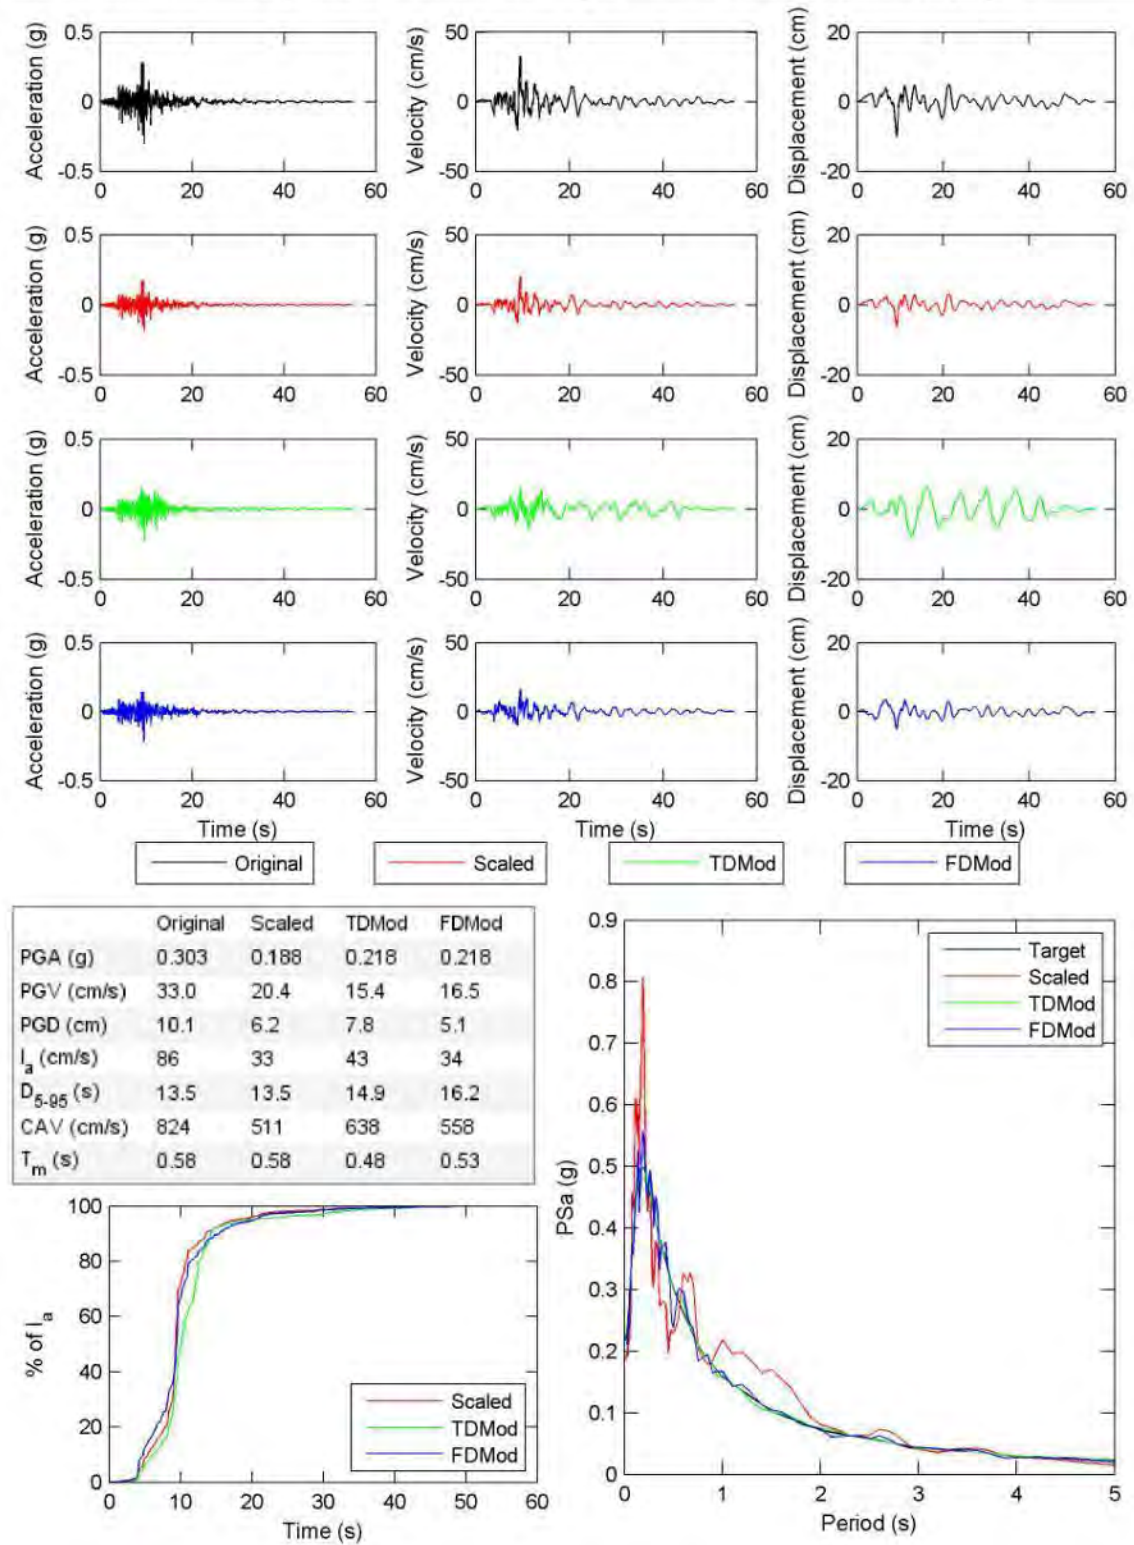 Acceleration (g)
0.5
0
-0.5
0 20 40 60
Velocity (cm/s)
50
0
-50
0 20 40 60
Displacement (cm)
20
0
-20
0 20 40 60
Acceleration (g)
0.5
0
-0.5
0 20 40 60
Velocity (cm/s)
50
0
-50
0 20 40 60
Displacement (cm)
20
0
-20
0 20 40 60
Acceleration (g)
0.5
0
-0.5
0 20 40 60
Velocity (cm/s)
50
0
-50
0 20 40 60
Displacement (cm)
20
0
-20
0 20 40 60
Acceleration (g)
0.5
0
-0.5
0 20 40 60
Time (s)
Velocity (cm/s)
50
0
-50
0 20 40 60
Time (s)
Displacement (cm)
20
0
-20
0 20 40 60
Time (s)
Original Scaled TDMod FDMod
Original Scaled TDMod FDMod
PGA (g) 0.303 0.188 0.218 0.218
PGV (cm/s) 33.0 20.4 15.4 16.5
PGD (cm) 10.1 6.2 7.8 5.1
Ia (cm/s) 86 33 43 34
D5-95 (s) 13.5 13.5 14.9 16.2
CAV (cm/s) 824 511 638 558
Tm (s) 0.58 0.58 0.48 0.53
% of Ia
100
80
60
40
20
0
0 10 20 30 40 50 60
Time (s)
Scaled
TDMod
FDMod
PSa (g)
0.9
0.8
0.7
0.6
0.5
0.4
0.3
0.2
0.1
0
0 1 2 3 4 5
Period (s)
Target
Scaled
TDMod
FDMod